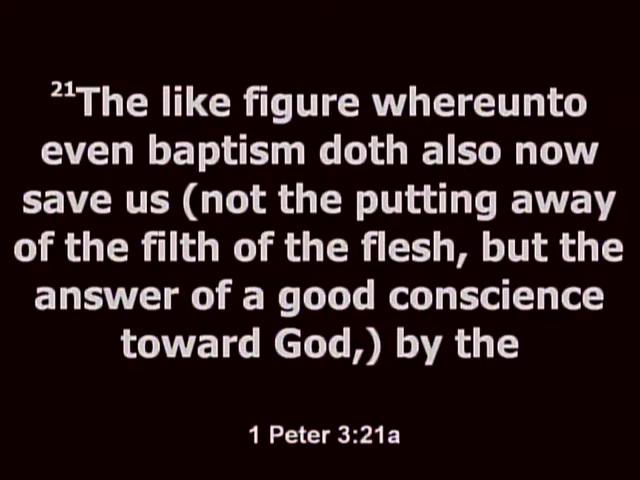 21The like figure whereunto
even baptism doth also now
save us (not the putting away
of the filth of the flesh, but the
answer of a good conscience
toward God,) by the
1 Peter 3:21a